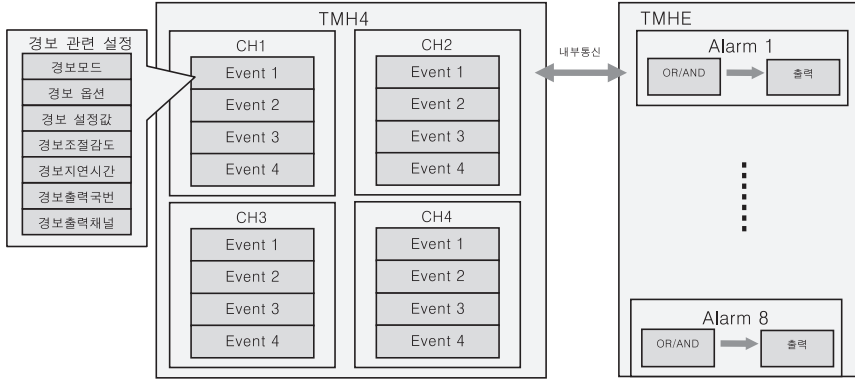 경보 관련 설정
경보모드
경보 옵션
경보 설정값
경보조절감도
경보지연시간
경보출력국번
경보출력채널
TMH4
CH1
Event 1
Event 2
Event 3
Event 4
CH2
Event 1
Event 2
Event 3
Event 4
CH3
Event 1
Event 2
Event 3
Event 4
CH4
Event 1
Event 2
Event 3
Event 4
내부통신
TMHE
Alarm 1
OR/AND
출력
Alarm 8
OR/AND
출력